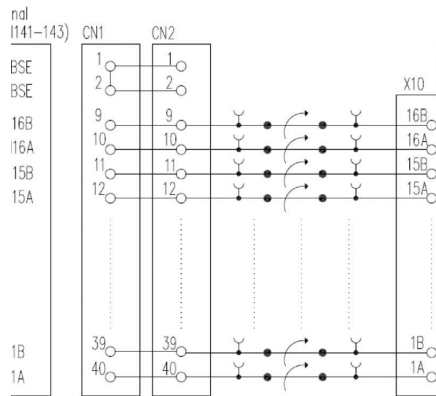 nal
I141-143) CN1 CN2
BSE 1 1
BSE 2 2
X10
16B 9 9 16B
I16A 10 10 16A
15B 11 11 15B
15A 12 12 15A
1B 39 39 1B
1A 40 40 1A